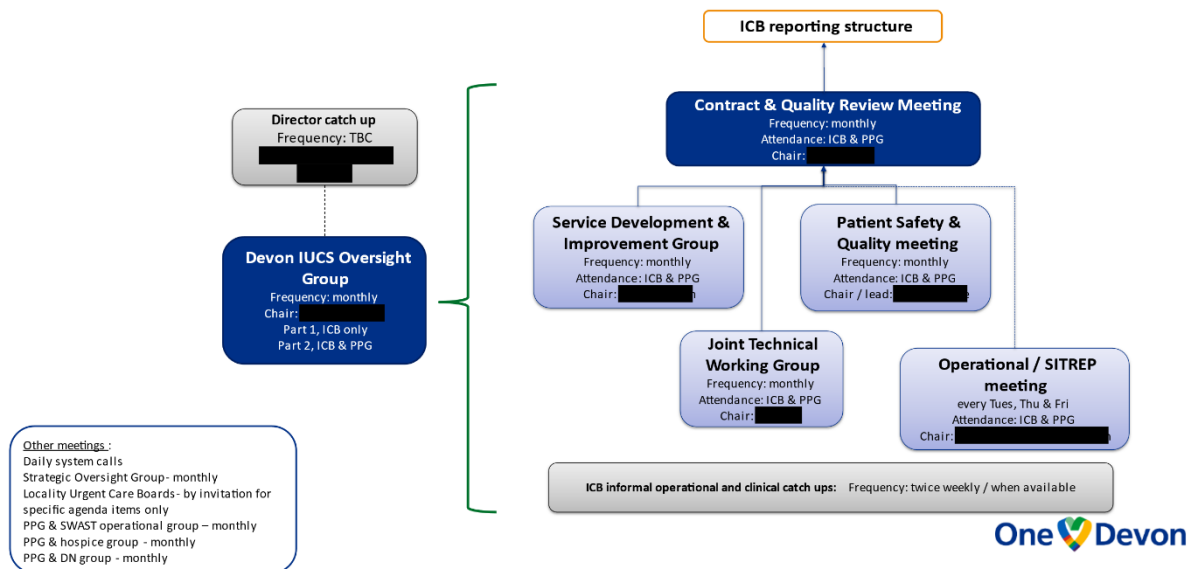 ICB reporting structure
Contract & Quality Review Meeting
Frequency: monthly
Attendance: ICB & PPG
Chair:
Director catch up
Frequency: TBC
Devon IUCS Oversight
Group
Frequency: monthly
Chair:
Part 1, ICB only
Part 2, ICB & PPG
Service Development &
Improvement Group
Frequency: monthly
Attendance: ICB & PPG
Chair:
Patient Safety &
Quality meeting
Frequency: monthly
Attendance: ICB & PPG
Chair / lead:
Joint Technical
Working Group
Frequency: monthly
Attendance: ICB & PPG
Chair:
Operational / SITREP
meeting
every Tues, Thu & Fri
Attendance: ICB & PPG
Chair:
ICB informal operational and clinical catch ups: Frequency: twice weekly / when available
Other meetings :
Daily system calls
Strategic Oversight Group- monthly
Locality Urgent Care Boards- by invitation for
specific agenda items only
PPG & SWAST operational group – monthly
PPG & hospice group - monthly
PPG & DN group - monthly
One Devon